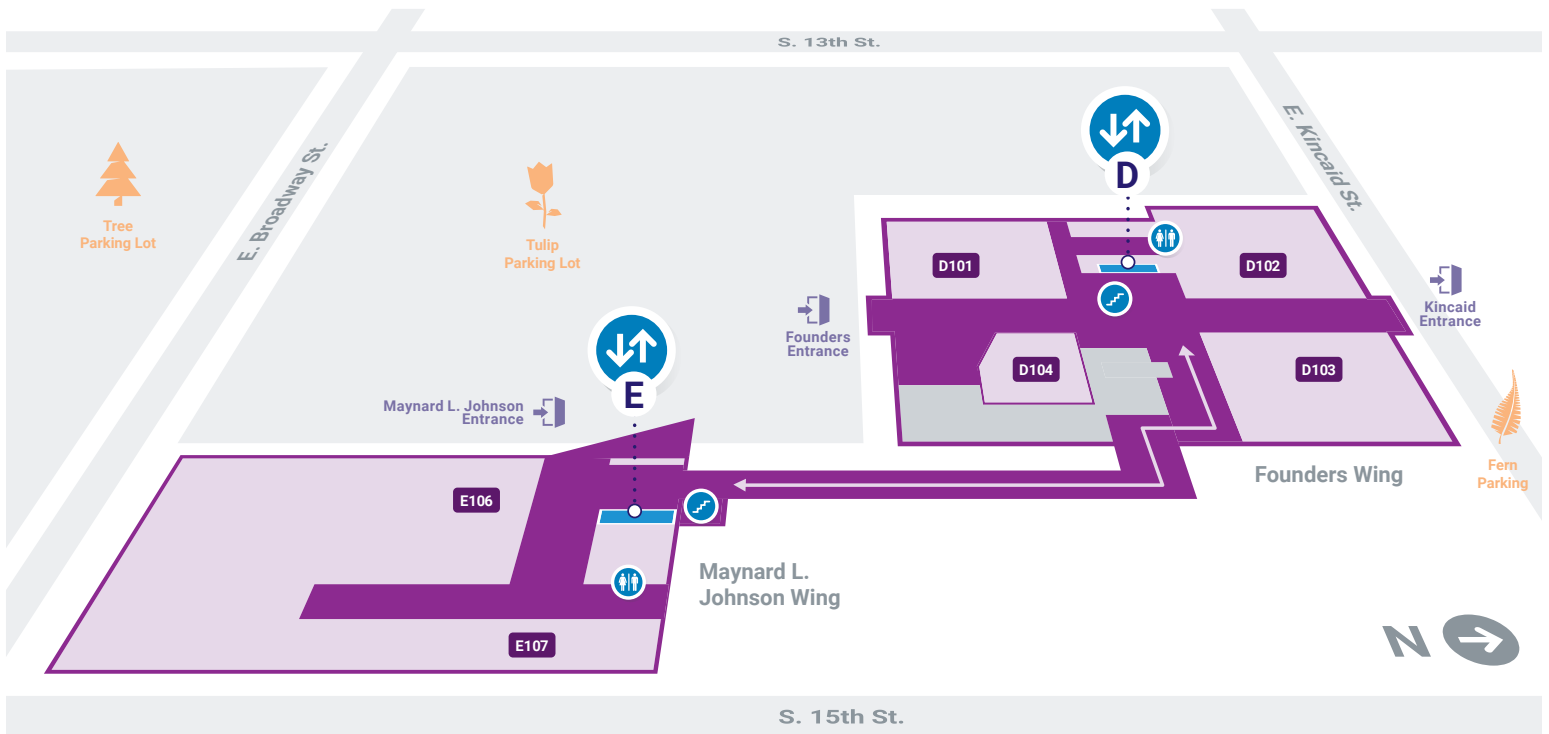 S. 13th St.
E. Broadway St.
E. Kincaid St.
Tree
Parking Lot
Tulip
Parking Lot
D
D101
D102
Founders
Entrance
Kincaid
Entrance
D104
D103
E
Maynard L. Johnson
Entrance
Founders Wing
Fern
Parking
E106
Maynard L.
Johnson Wing
E107
N
S. 15th St.